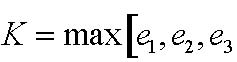 K = max[e₁, e₂, e₃